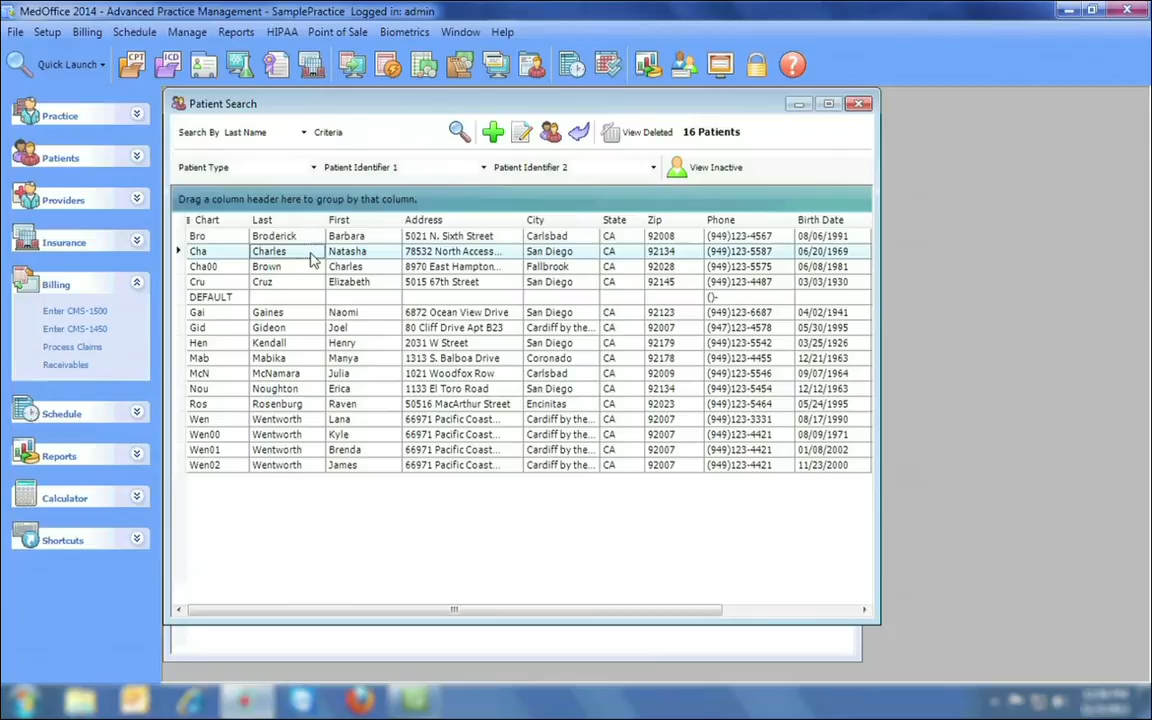 MedOffice 2014 - Advanced Practice Management - SamplePractice Logged in: admin
File Setup Billing Schedule Manage Reports HIPAA Point of Sale Biometrics Window Help
Quick Launch CPT ICD
Practice
Patients
Providers
Insurance
Billing
Enter CMS-1500
Enter CMS-1450
Process Claims
Receivables
Schedule
Reports
Calculator
Shortcuts
Patient Search
Search By Last Name Criteria View Deleted 16 Patients
Patient Type Patient Identifier 1 Patient Identifier 2 View Inactive
Drag a column header here to group by that column.
Chart Last First Address City State Zip Phone Birth Date
Bro Broderick Barbara 5021 N. Sixth Street Carlsbad CA 92008 (949)123-4567 08/06/1991
Cha Charles Natasha 78532 North Access... San Diego CA 92134 (949)123-5587 06/20/1969
Cha00 Brown Charles 8970 East Hampton... Fallbrook CA 92028 (949)123-5575 06/08/1981
Cru Cruz Elizabeth 5015 67th Street San Diego CA 92145 (949)123-4487 03/03/1930
DEFAULT ()-
Gai Gaines Naomi 6872 Ocean View Drive San Diego CA 92123 (949)123-6687 04/02/1941
Gid Gideon Joel 80 Cliff Drive Apt B23 Cardiff by the... CA 92007 (947)123-4578 05/30/1995
Hen Kendall Henry 2031 W Street San Diego CA 92179 (949)123-5542 03/25/1926
Mab Mabika Manya 1313 S. Balboa Drive Coronado CA 92178 (949)123-4455 12/21/1963
McN McNamara Julia 1021 Woodfox Row Carlsbad CA 92009 (949)123-5546 09/07/1964
Nou Noughton Erica 1133 El Toro Road San Diego CA 92134 (949)123-5454 12/12/1963
Ros Rosenburg Raven 50516 MacArthur Street Encinitas CA 92023 (949)123-5464 05/24/1995
Wen Wentworth Lana 66971 Pacific Coast... Cardiff by the... CA 92007 (949)123-3331 08/17/1990
Wen00 Wentworth Kyle 66971 Pacific Coast... Cardiff by the... CA 92007 (949)123-4421 08/09/1971
Wen01 Wentworth Brenda 66971 Pacific Coast... Cardiff by the... CA 92007 (949)123-4421 01/08/2002
Wen02 Wentworth James 66971 Pacific Coast... Cardiff by the... CA 92007 (949)123-4421 11/23/2000